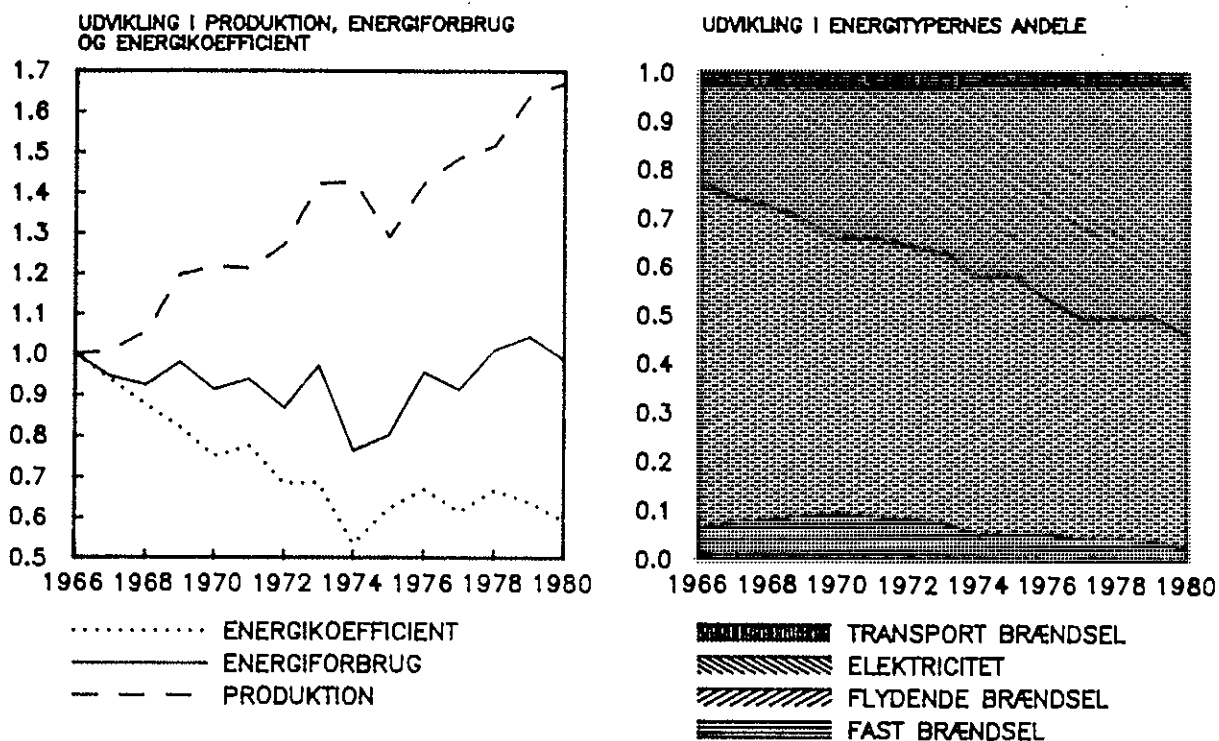 UDVIKLING I PRODUKTION, ENERGIFORBRUG
OG ENERGIKOEFFICIENT
1.7
1.6
1.5
1.4
1.3
1.2
1.1
1.0
0.9
0.8
0.7
0.6
0.5
1966 1968 1970 1972 1974 1976 1978 1980
ENERGIKOEFFICIENT
ENERGIFORBRUG
PRODUKTION
UDVIKLING I ENERGITYPERNES ANDELE
1.0
0.9
0.8
0.7
0.6
0.5
0.4
0.3
0.2
0.1
0.0
1966 1968 1970 1972 1974 1976 1978 1980
TRANSPORT BRÆNDSEL
ELEKTRICITET
FLYDENDE BRÆNDSEL
FAST BRÆNDSEL